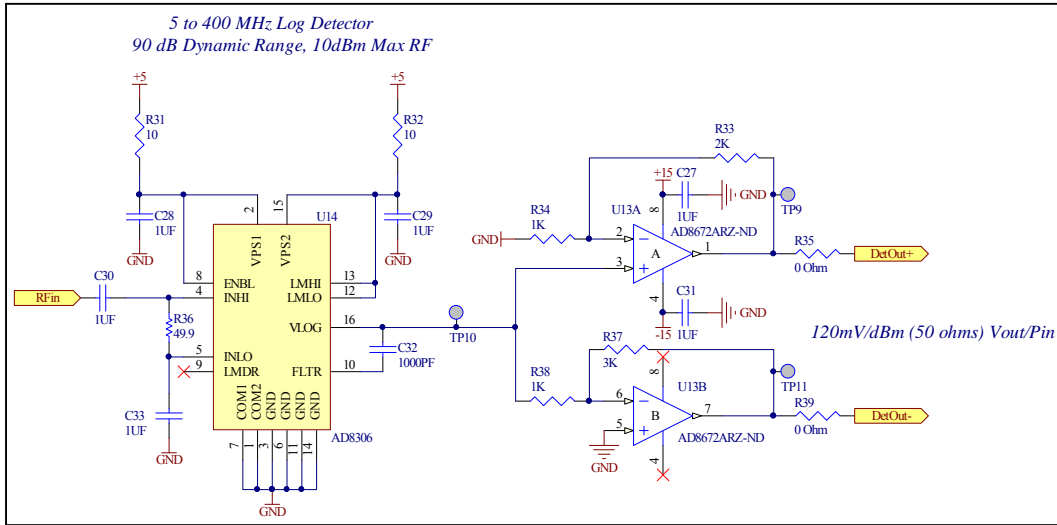 5 to 400 MHz Log Detector
90 dB Dynamic Range, 10dBm Max RF
+5
+5
R31
10
R32
10
R33
2K
C28
1UF
GND
2
15
U14
C29
1UF
GND
VPS1
VPS2
+15
C27
1UF
GND
TP9
R34
1K
GND
U13A
8
AD8672ARZ-ND
2
3
A
1
R35
0 Ohm
DetOut+
4
C31
1UF
GND
-15
RFin
C30
1UF
8
ENBL
4
INHI
LMHI
13
LMLO
12
R36
49.9
VLOG
16
TP10
5
INLO
9
LMDR
FLTR
10
C32
1000PF
C33
1UF
GND
COM1
COM2
GND
GND
GND
GND
7
1
3
6
11
14
AD8306
GND
120mV/dBm (50 ohms) Vout/Pin
R37
3K
R38
1K
8
U13B
TP11
6
5
B
7
AD8672ARZ-ND
R39
0 Ohm
DetOut-
GND
4